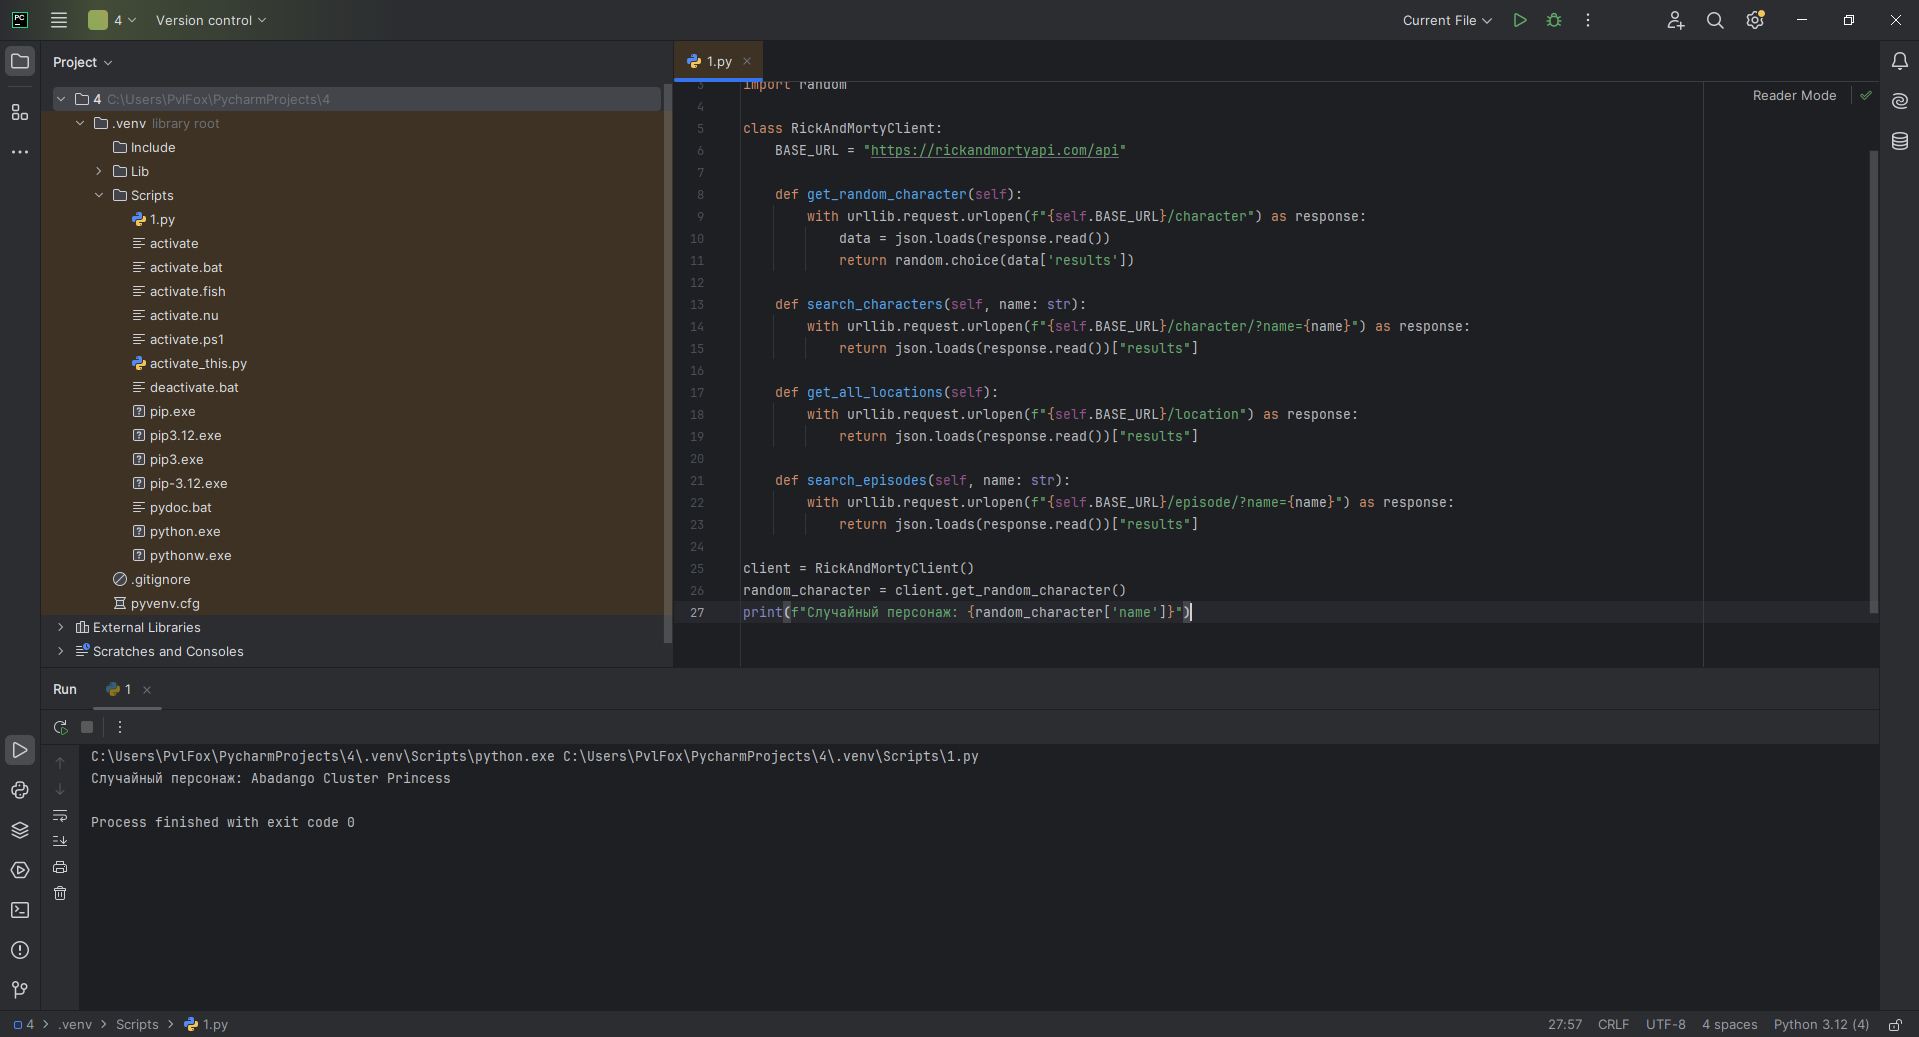 PC
4
Version control
Current File
Project
1.py
4 C:\Users\PvlFox\PycharmProjects\4
.venv library root
Include
Lib
Scripts
1.py
activate
activate.bat
activate.fish
activate.nu
activate.ps1
activate_this.py
deactivate.bat
pip.exe
pip3.12.exe
pip3.exe
pip-3.12.exe
pydoc.bat
python.exe
pythonw.exe
.gitignore
pyvenv.cfg
External Libraries
Scratches and Consoles
Reader Mode
3 import random
4
5 class RickAndMortyClient:
6     BASE_URL = "https://rickandmortyapi.com/api"
7
8     def get_random_character(self):
9         with urllib.request.urlopen(f"{self.BASE_URL}/character") as response:
10             data = json.loads(response.read())
11             return random.choice(data['results'])
12
13     def search_characters(self, name: str):
14         with urllib.request.urlopen(f"{self.BASE_URL}/character/?name={name}") as response:
15             return json.loads(response.read())["results"]
16
17     def get_all_locations(self):
18         with urllib.request.urlopen(f"{self.BASE_URL}/location") as response:
19             return json.loads(response.read())["results"]
20
21     def search_episodes(self, name: str):
22         with urllib.request.urlopen(f"{self.BASE_URL}/episode/?name={name}") as response:
23             return json.loads(response.read())["results"]
24
25 client = RickAndMortyClient()
26 random_character = client.get_random_character()
27 print(f"Случайный персонаж: {random_character['name']}")
Run
1
C:\Users\PvlFox\PycharmProjects\4\.venv\Scripts\python.exe C:\Users\PvlFox\PycharmProjects\4\.venv\Scripts\1.py
Случайный персонаж: Abadango Cluster Princess
Process finished with exit code 0
4 > .venv > Scripts > 1.py
27:57 CRLF UTF-8 4 spaces Python 3.12 (4)